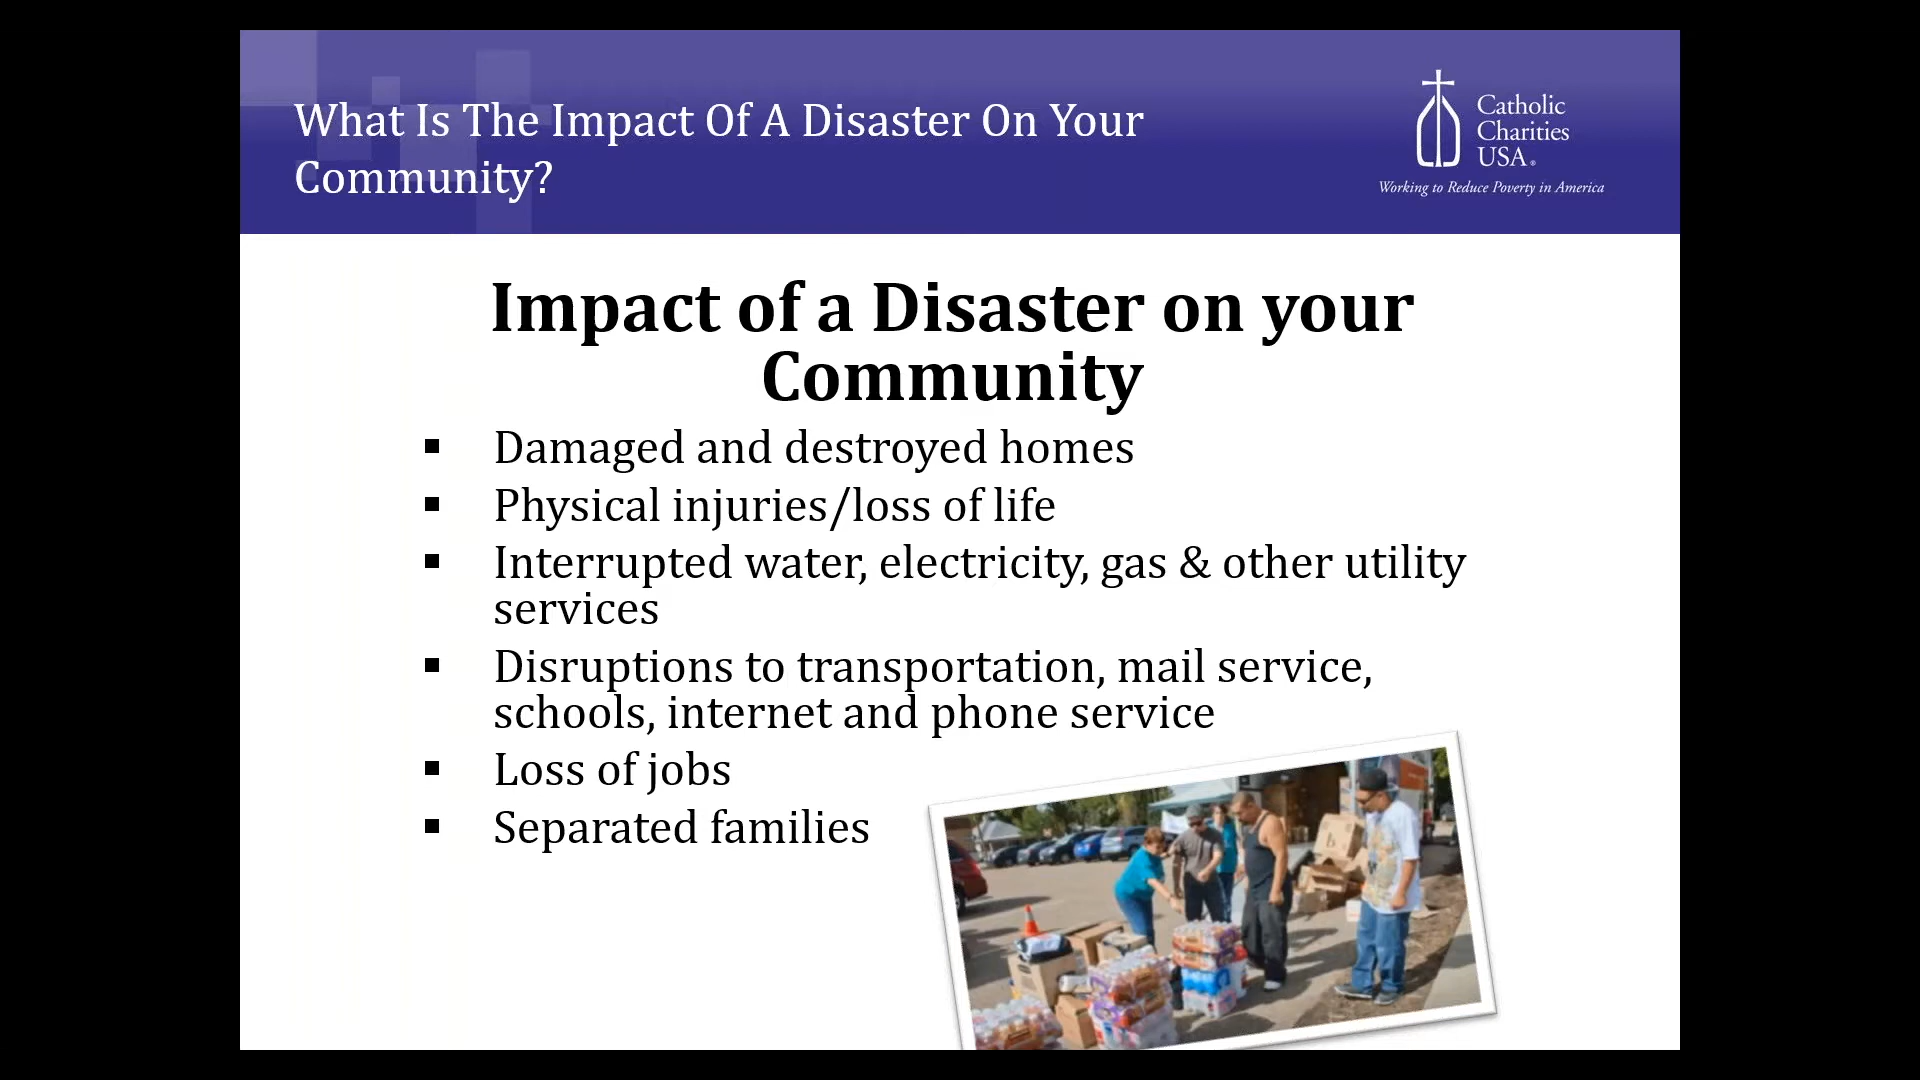 What Is The Impact Of A Disaster On Your
Community?
Catholic
Charities
USA®
Working to Reduce Poverty in America
Impact of a Disaster on your
Community
▪ Damaged and destroyed homes
▪ Physical injuries/loss of life
▪ Interrupted water, electricity, gas & other utility
services
▪ Disruptions to transportation, mail service,
schools, internet and phone service
▪ Loss of jobs
▪ Separated families